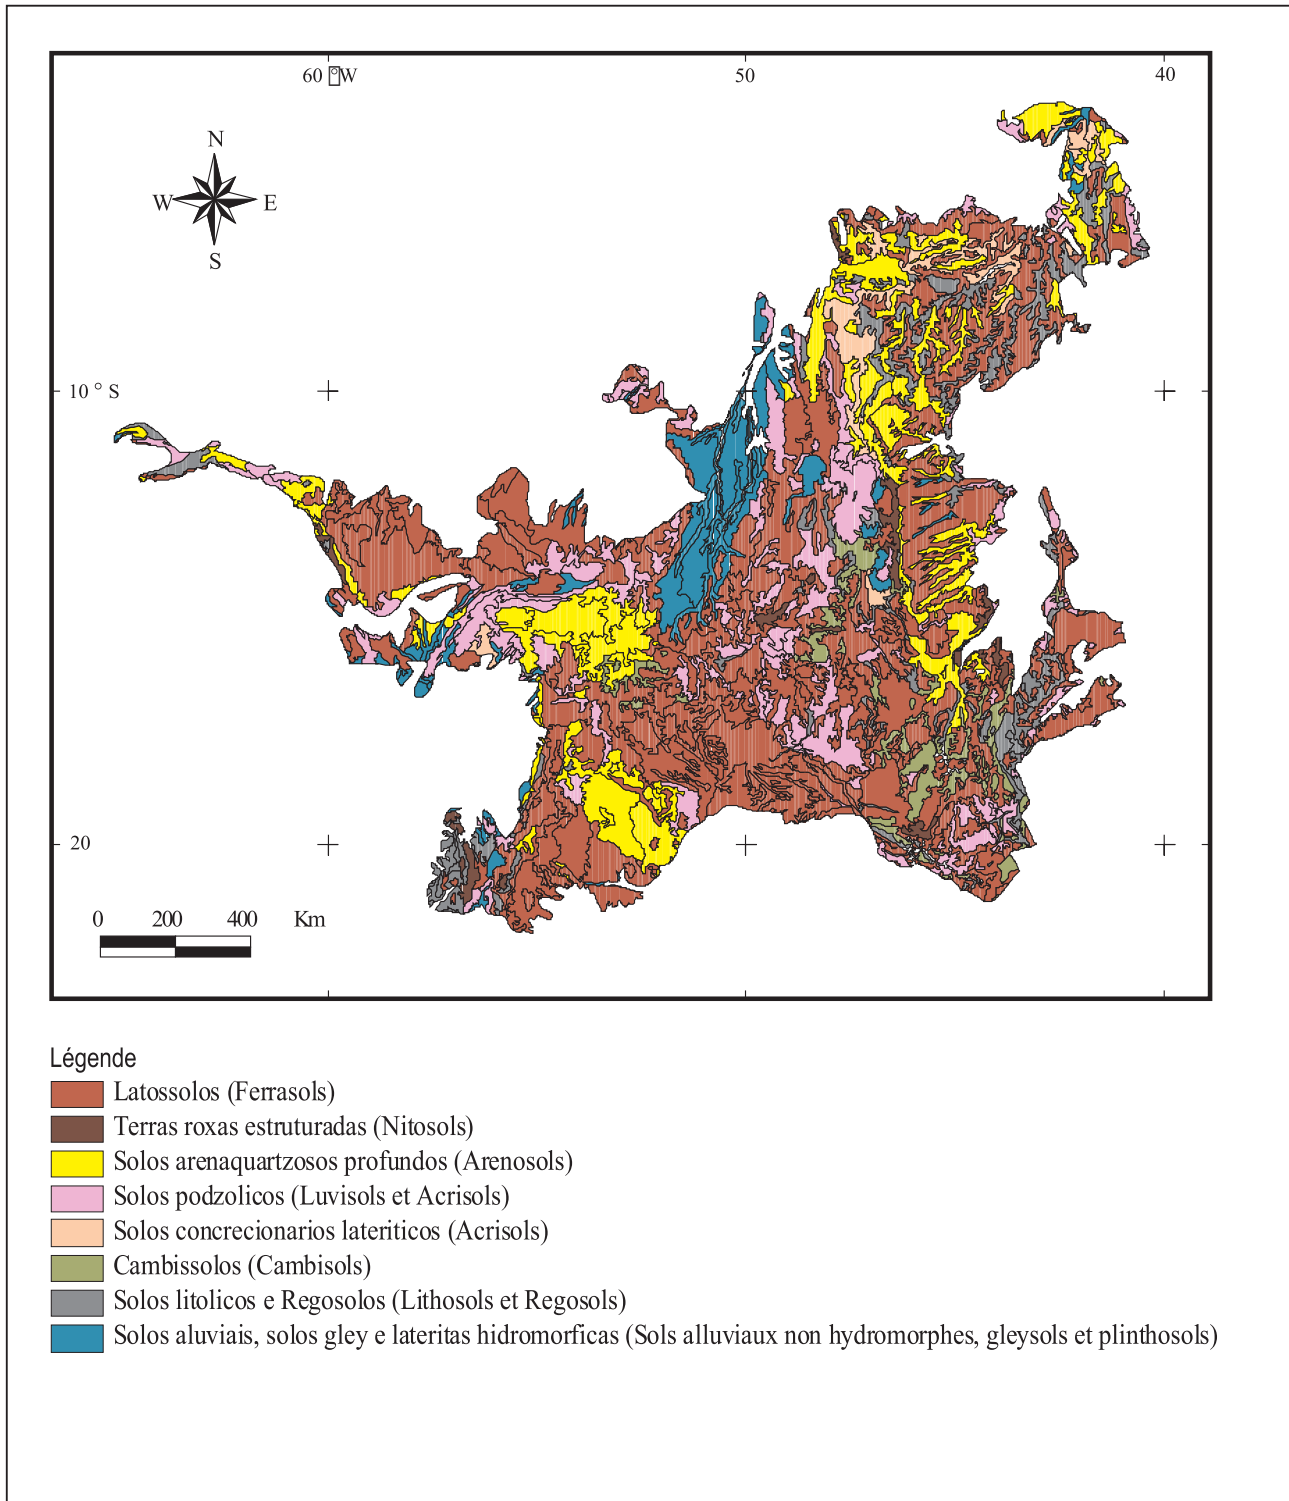 60 °W
50
40
N
W
E
S
10 ° S
20
0
200
400
Km
Légende
Latossolos (Ferrasols)
Terras roxas estruturadas (Nitosols)
Solos arenaquartzosos profundos (Arenosols)
Solos podzolicos (Luvisols et Acrisols)
Solos concrecionarios lateriticos (Acrisols)
Cambissolos (Cambisols)
Solos litolicos e Regosolos (Lithosols et Regosols)
Solos aluviais, solos gley e lateritas hidromorficas (Sols alluviaux non hydromorphes, gleysols et plinthosols)